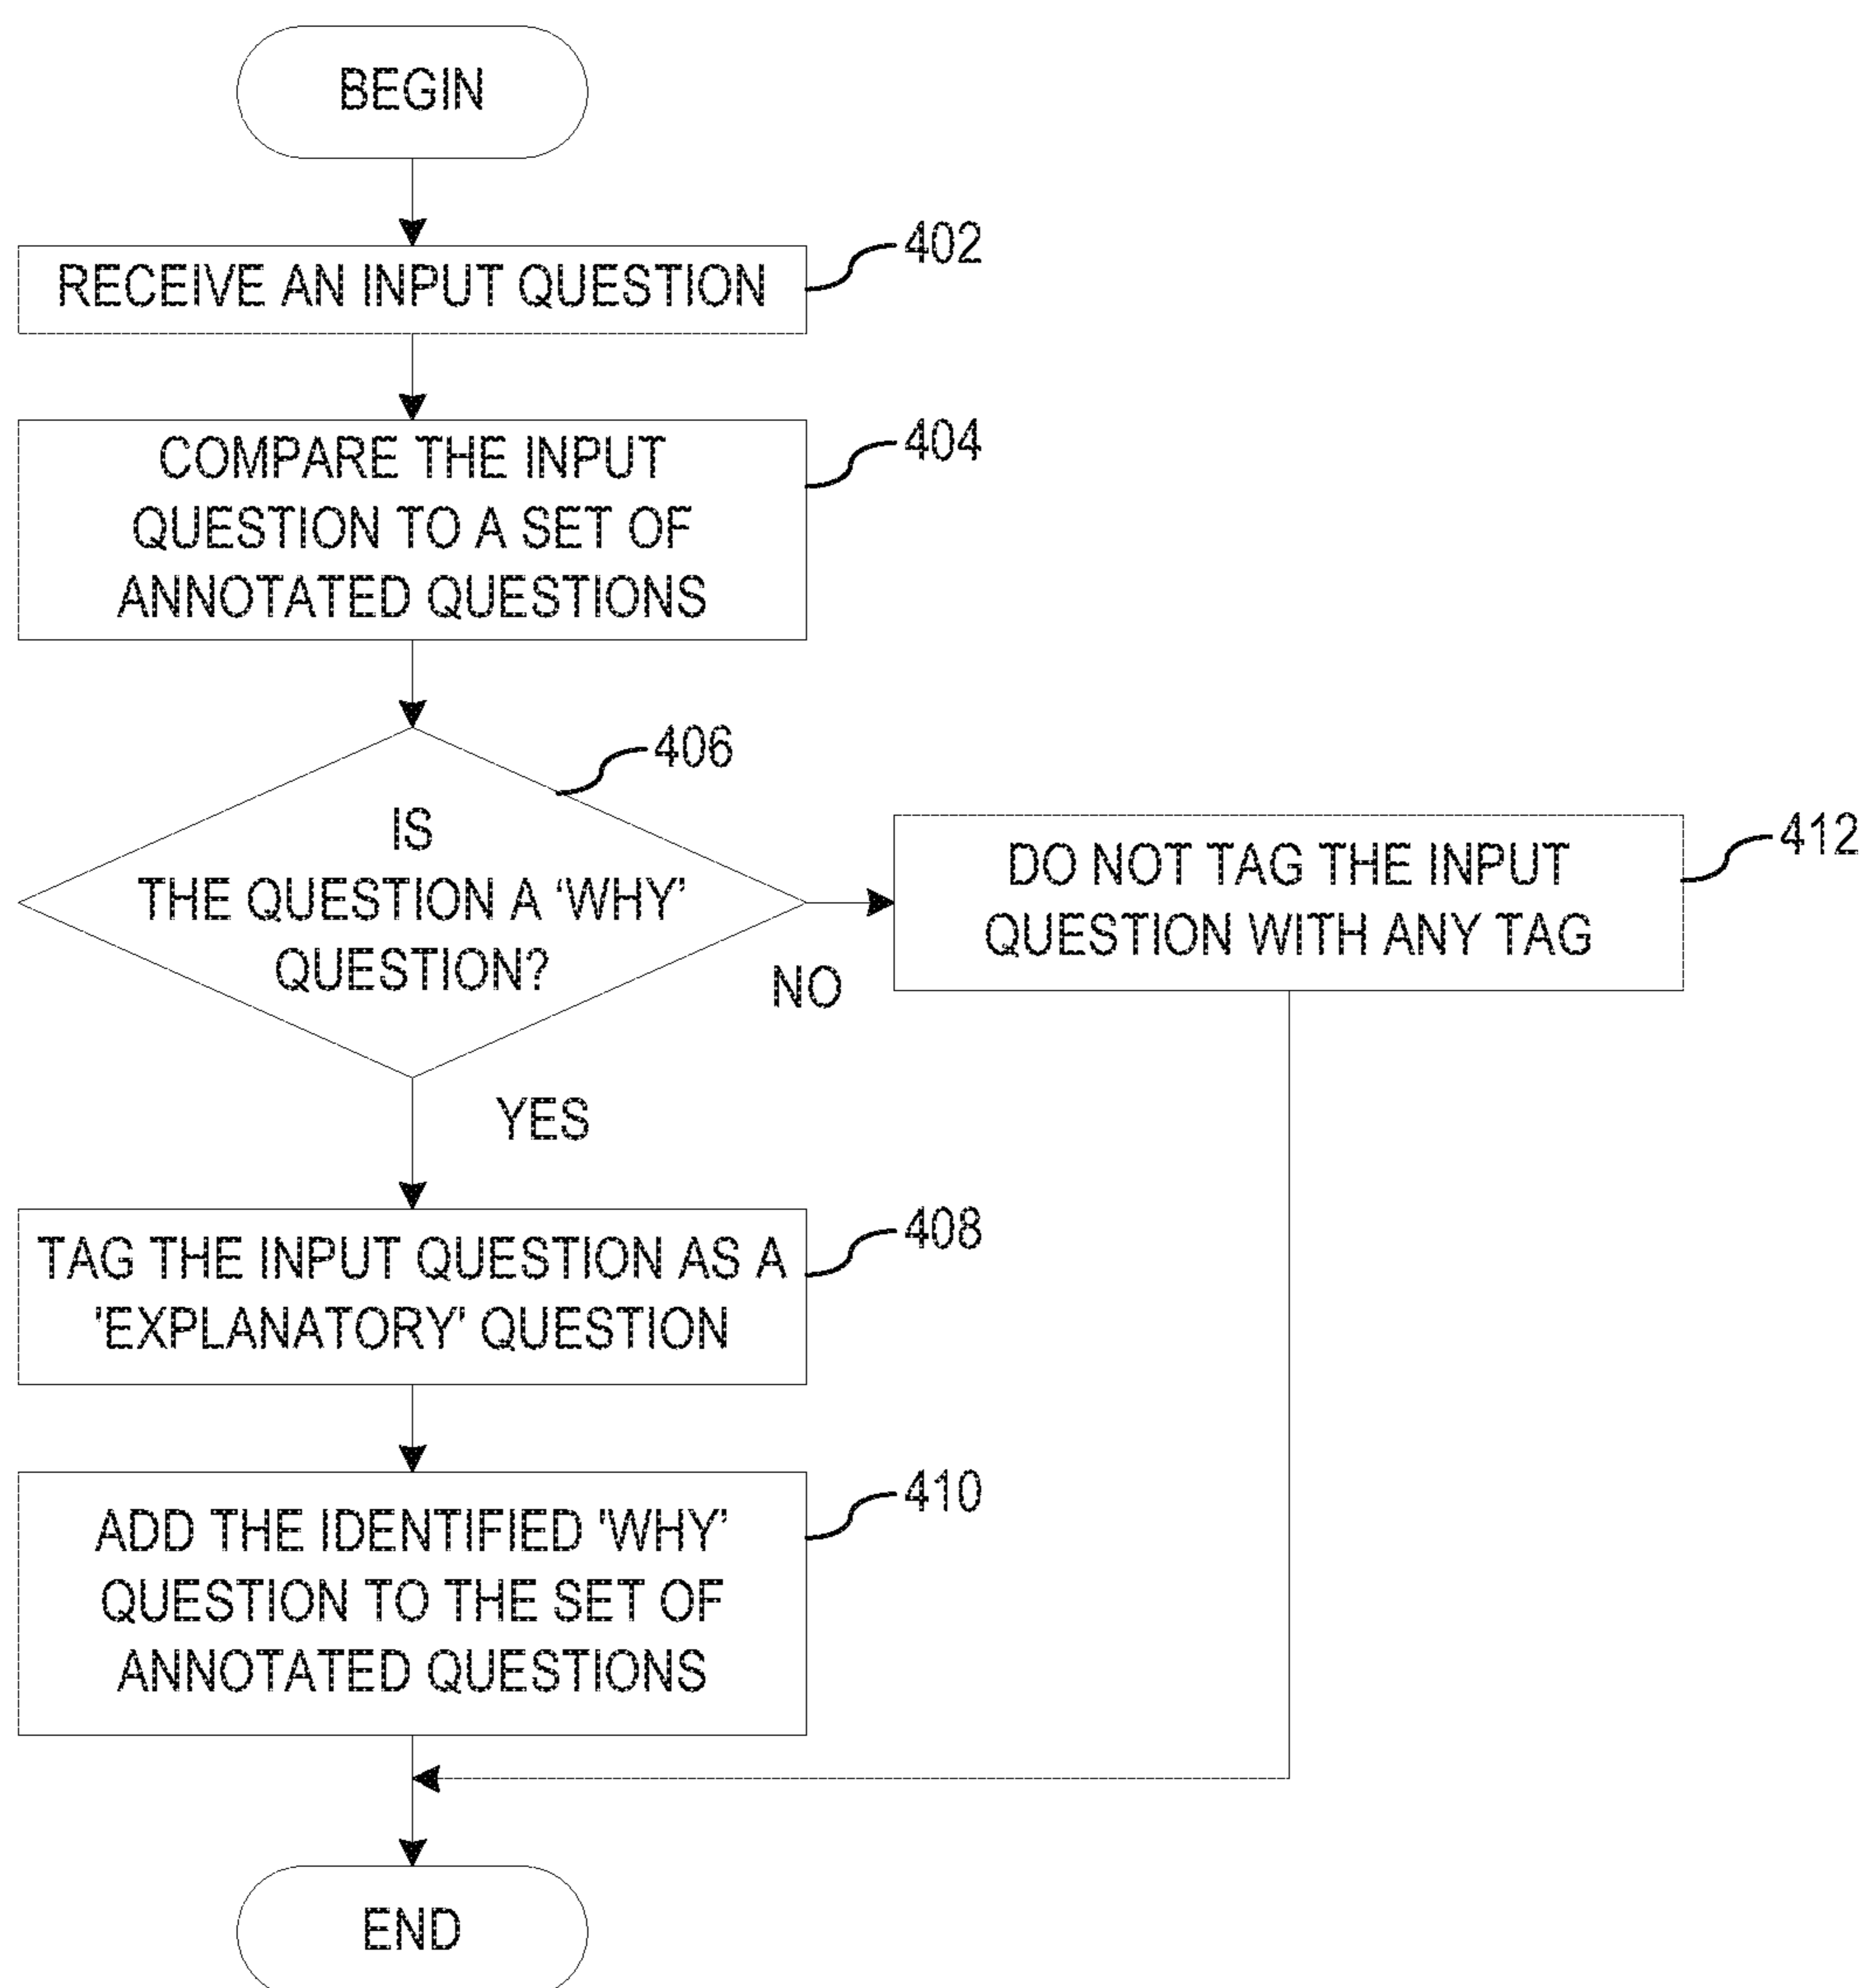 BEGIN
RECEIVE AN INPUT QUESTION
402
COMPARE THE INPUT
QUESTION TO A SET OF
ANNOTATED QUESTIONS
404
406
IS
THE QUESTION A ‘WHY’
QUESTION?
NO
DO NOT TAG THE INPUT
QUESTION WITH ANY TAG
412
YES
TAG THE INPUT QUESTION AS A
'EXPLANATORY' QUESTION
408
ADD THE IDENTIFIED 'WHY'
QUESTION TO THE SET OF
ANNOTATED QUESTIONS
410
END